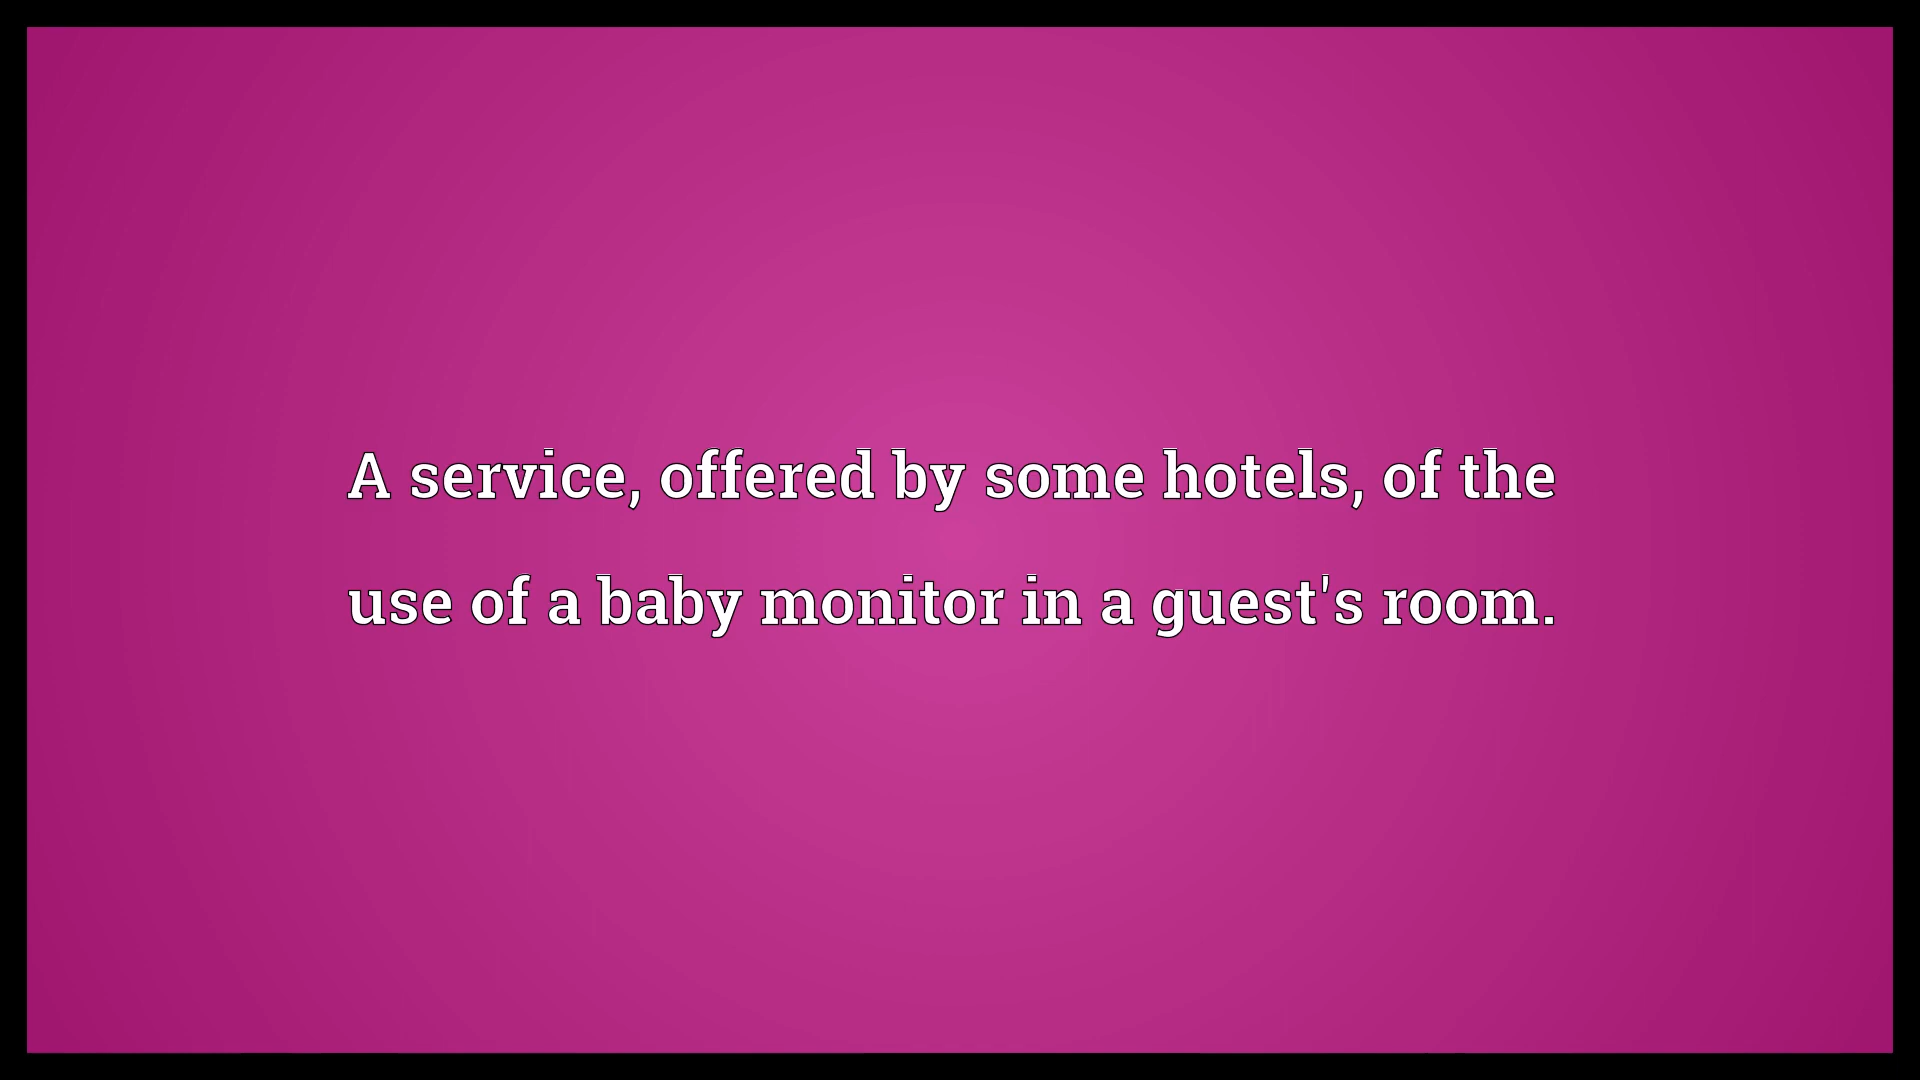 A service, offered by some hotels, of the
use of a baby monitor in a guest's room.